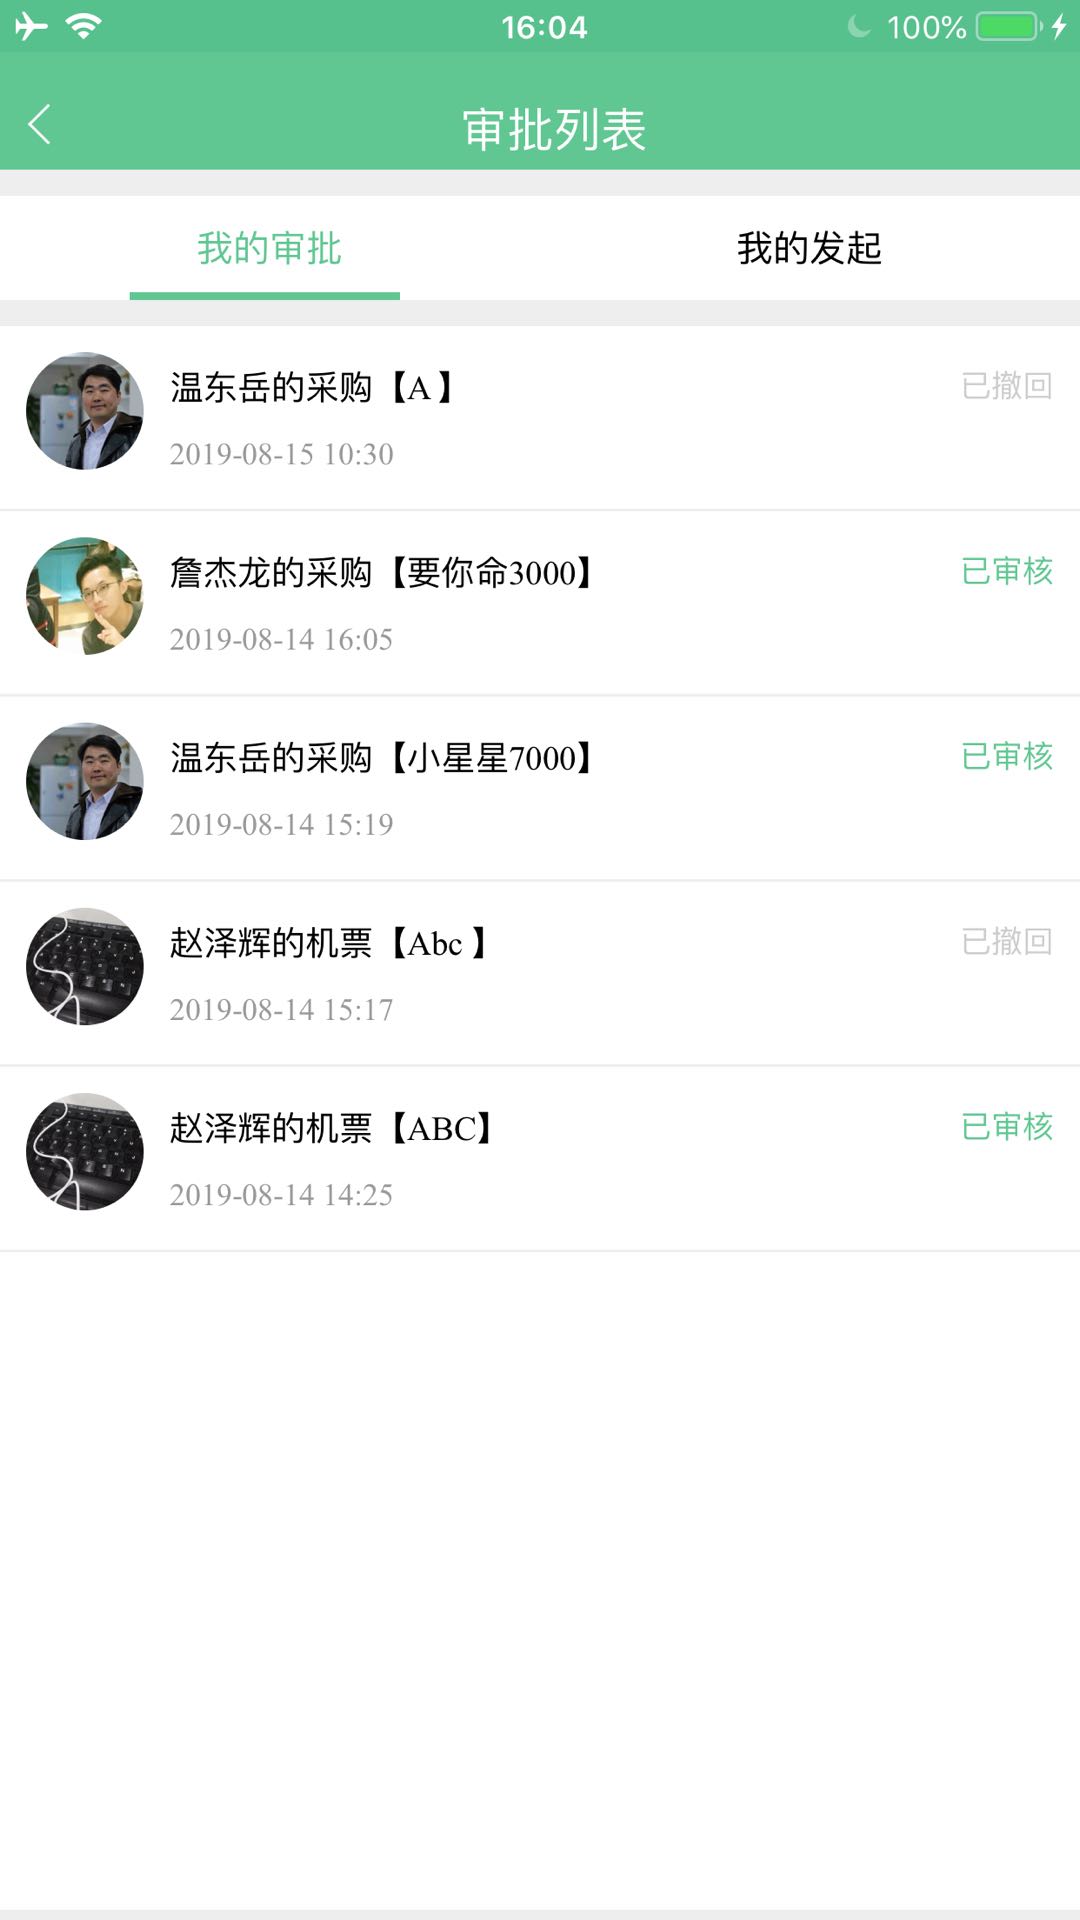 16:04
100%
审批列表
我的审批
我的发起
温东岳的采购【A 】
已撤回
2019-08-15 10:30
詹杰龙的采购【要你命3000】
已审核
2019-08-14 16:05
温东岳的采购【小星星7000】
已审核
2019-08-14 15:19
赵泽辉的机票【Abc 】
已撤回
2019-08-14 15:17
赵泽辉的机票【ABC】
已审核
2019-08-14 14:25